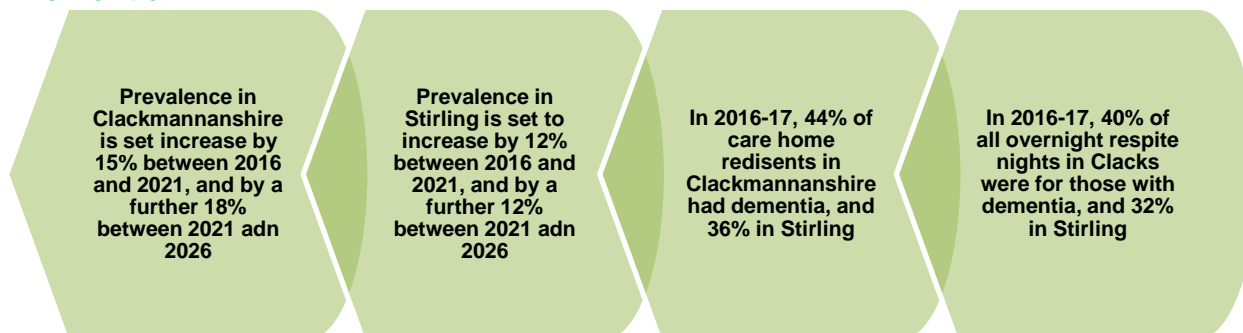 Prevalence in
Clackmannanshire
is set increase by
15% between 2016
and 2021, and by a
further 18%
between 2021 adn
2026
Prevalence in
Stirling is set to
increase by 12%
between 2016 and
2021, and by a
further 12%
between 2021 adn
2026
In 2016-17, 44% of
care home
redisents in
Clackmannanshire
had dementia, and
36% in Stirling
In 2016-17, 40% of
all overnight respite
nights in Clacks
were for those with
dementia, and 32%
in Stirling